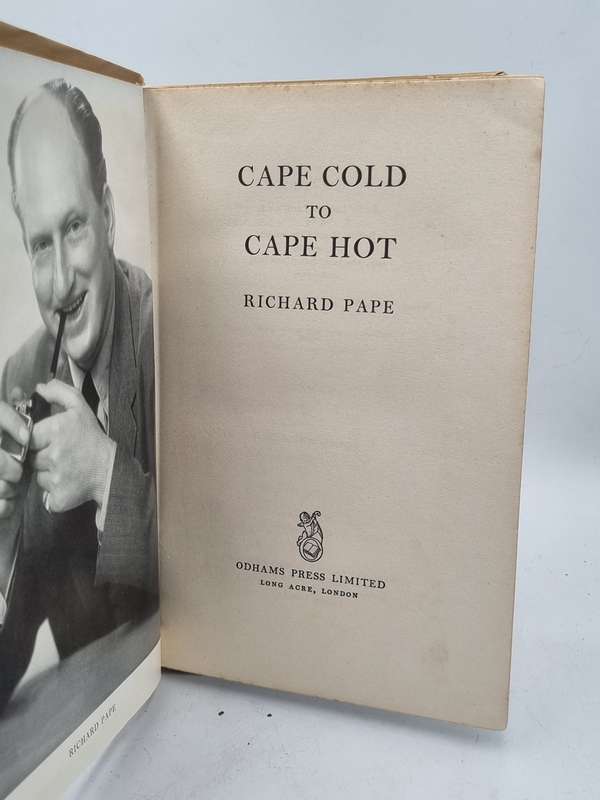 CAPE COLD
TO
CAPE HOT
RICHARD PAPE
ODHAMS PRESS LIMITED
LONG ACRE, LONDON
RICHARD PAPE